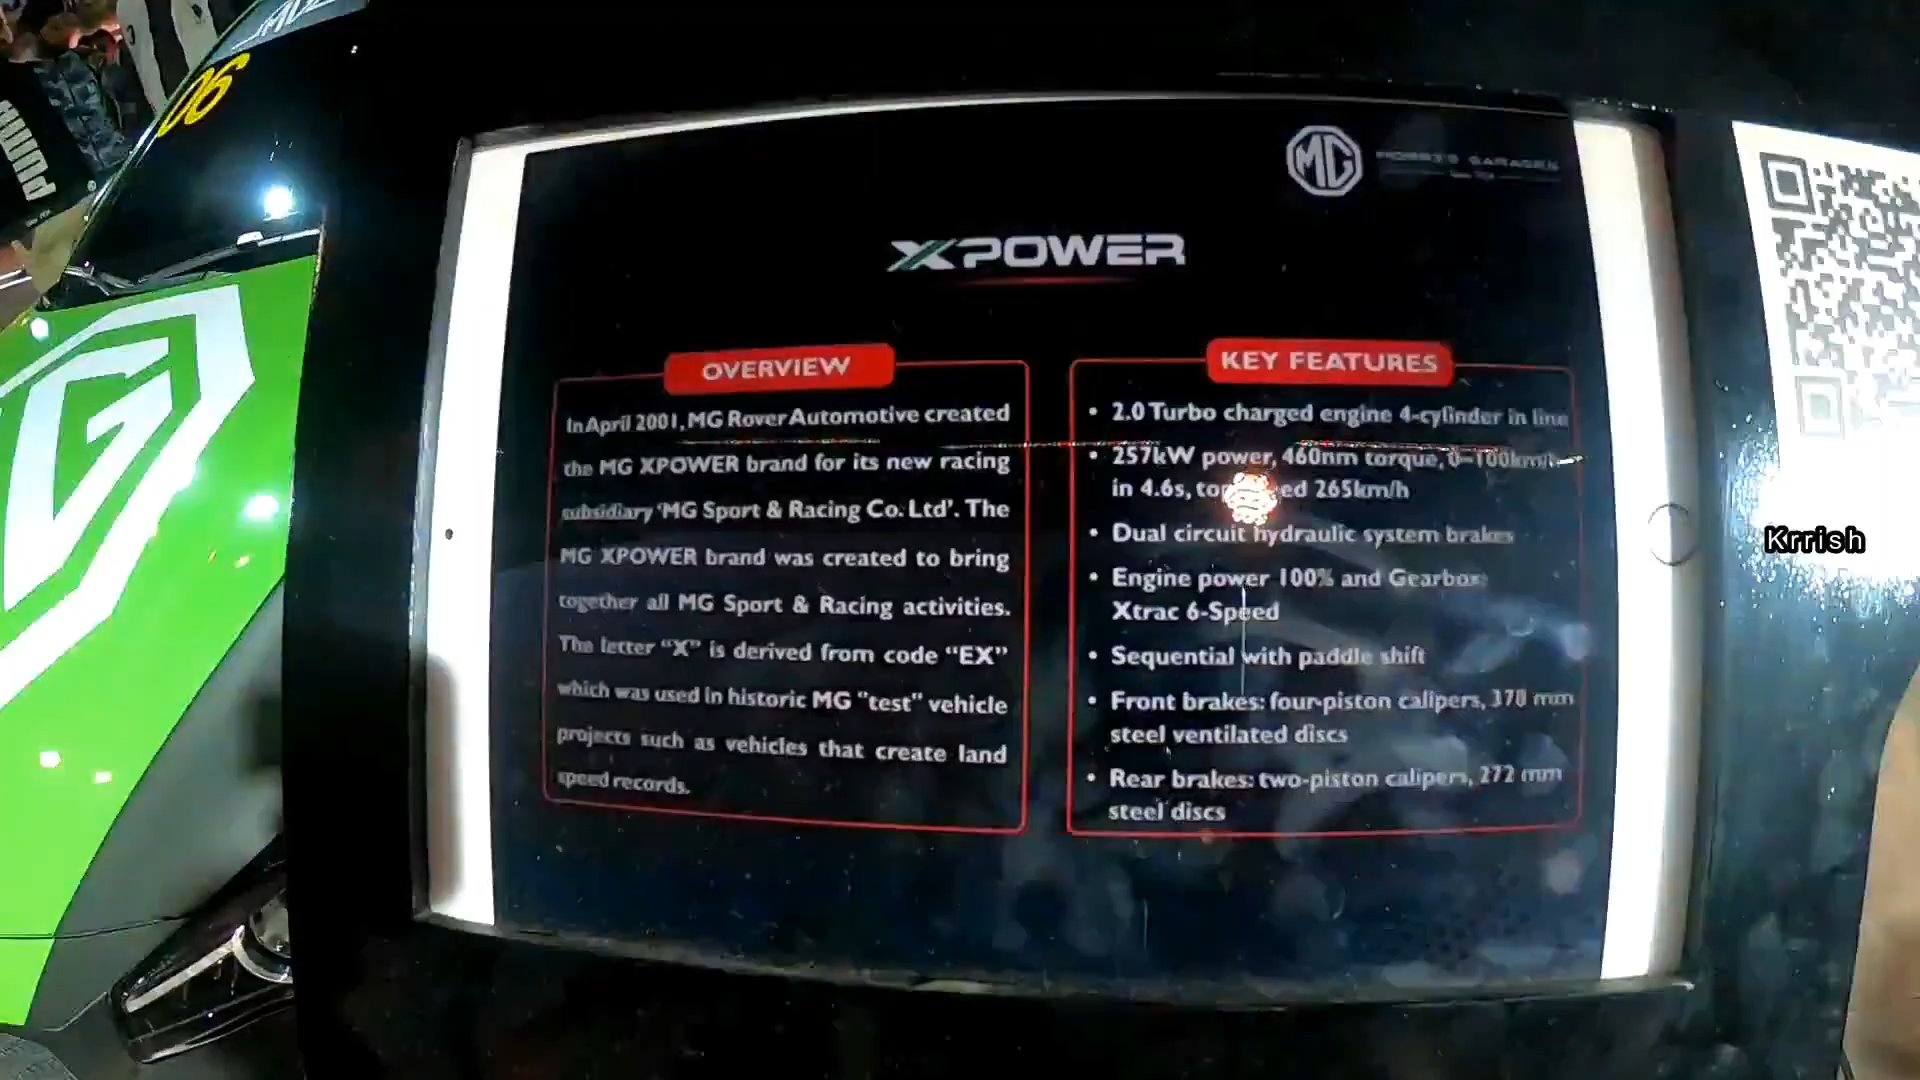 06
PUMA
MG
MORRIS GARAGES
XPOWER
OVERVIEW
In April 2001, MG Rover Automotive created
the MG XPOWER brand for its new racing
subsidiary 'MG Sport & Racing Co. Ltd'. The
MG XPOWER brand was created to bring
together all MG Sport & Racing activities.
The letter "X" is derived from code "EX"
which was used in historic MG "test" vehicle
projects such as vehicles that create land
speed records.
KEY FEATURES
• 2.0 Turbo charged engine 4-cylinder in line
• 257kW power, 460nm torque, 0-100km/h
in 4.6s, 265km/h
• Dual circuit hydraulic system brakes
• Engine power 100% and Gearbox:
Xtrac 6-Speed
• Sequential with paddle shift
• Front brakes: four-piston calipers, 378 mm
steel ventilated discs
• Rear brakes: two-piston calipers, 272 mm
steel discs
G
Krrish